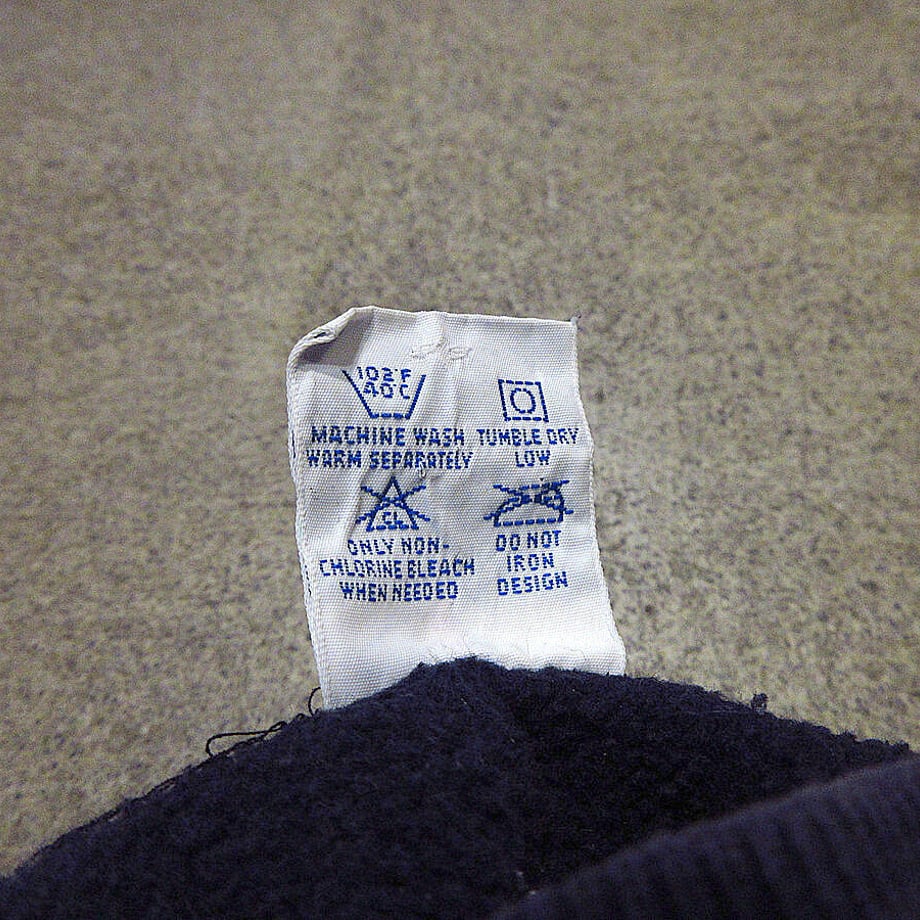 102°F
40°C
MACHINE WASH
WARM SEPARATELY
TUMBLE DRY
LOW
CL
ONLY NON-
CHLORINE BLEACH
WHEN NEEDED
DO NOT
IRON
DESIGN